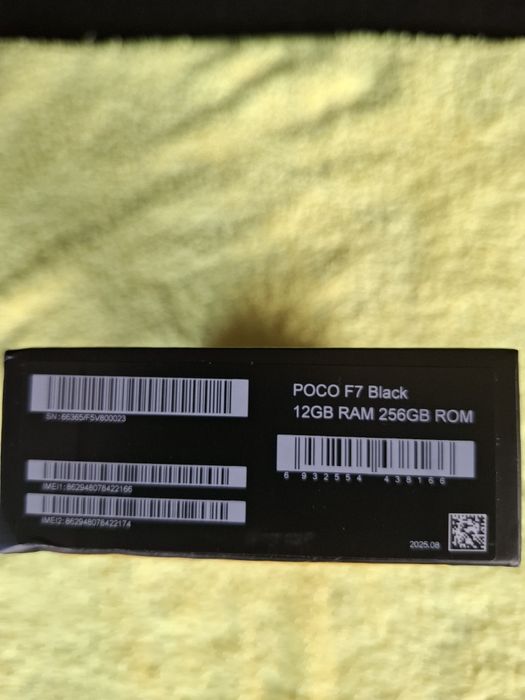 SN:66365/F5V800023
IMEI1:862948078422166
IMEI2:862948078422174
POCO F7 Black
12GB RAM 256GB ROM
6 932554 438166
2025.08